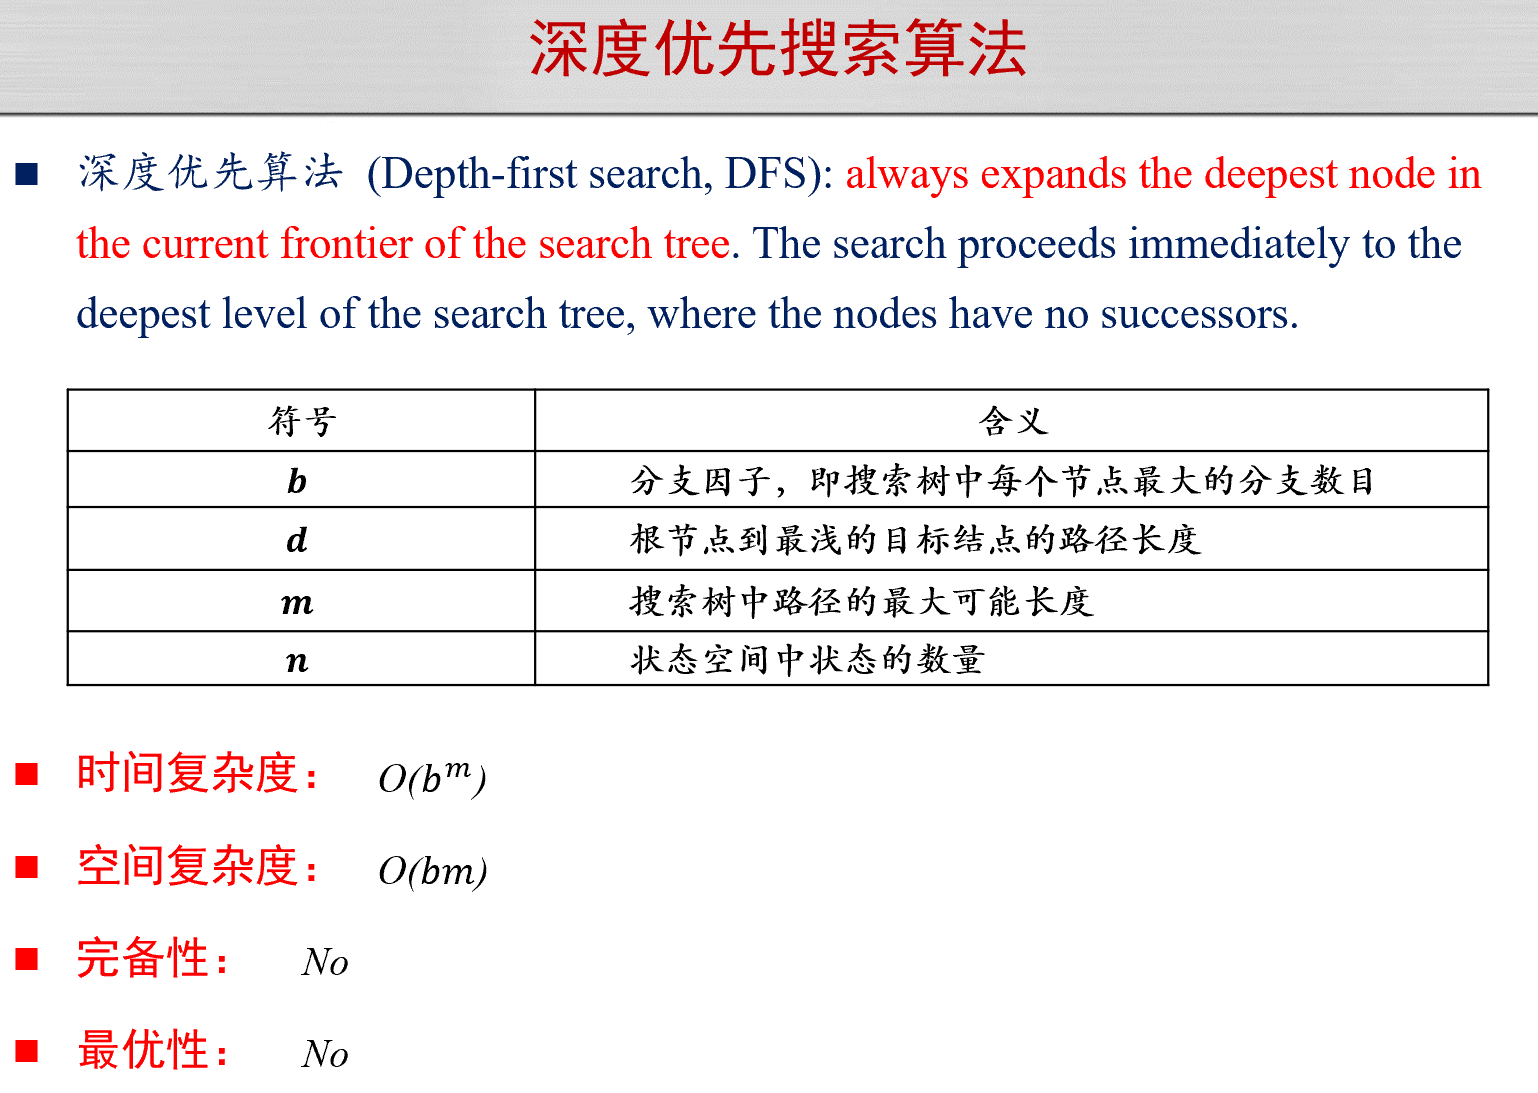 深度优先搜索算法
■ 深度优先算法 (Depth-first search, DFS): always expands the deepest node in
the current frontier of the search tree. The search proceeds immediately to the
deepest level of the search tree, where the nodes have no successors.
符号 含义
b 分支因子，即搜索树中每个节点最大的分支数目
d 根节点到最浅的目标结点的路径长度
m 搜索树中路径的最大可能长度
n 状态空间中状态的数量
■ 时间复杂度： O(b^m)
■ 空间复杂度： O(bm)
■ 完备性： No
■ 最优性： No